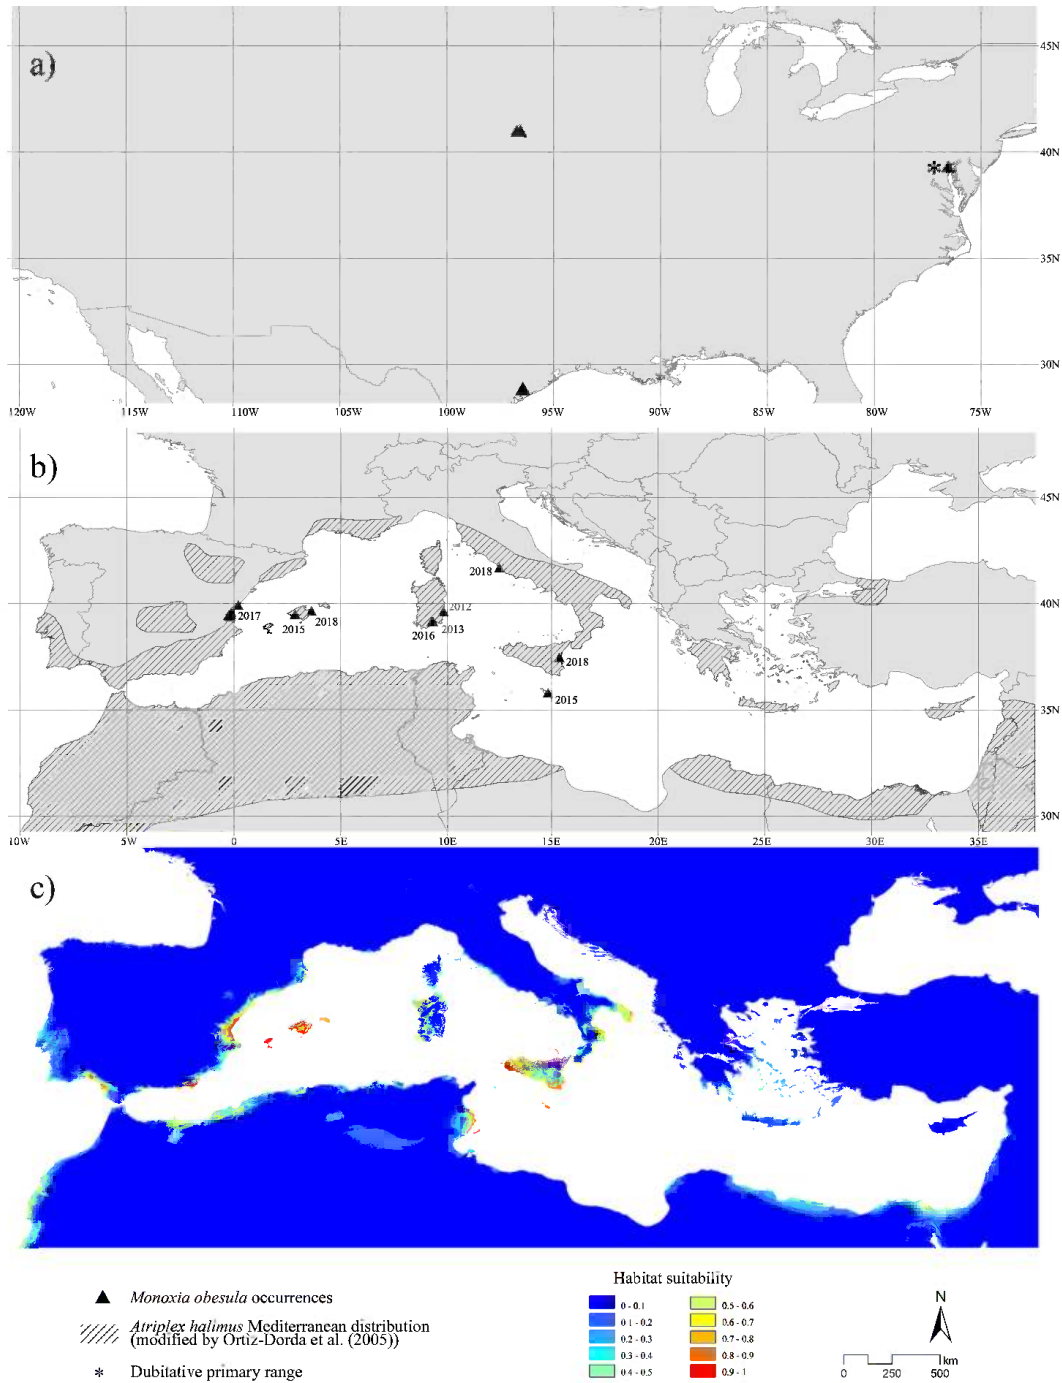 a)
45N
40N
*
35N
30N
120W 115W 110W 105W 100W 95W 90W 85W 80W 75W
b)
45N
2018
40N
2017 2015 2018 2012
2016 2013
2018
2015
35N
30N
10W 5W 0 5E 10E 15E 20E 25E 30E 35E
c)
Habitat suitability
▲ Monoxia obesula occurrences
Atriplex halimus Mediterranean distribution
(modified by Ortiz-Dorda et al. (2005))
* Dubitative primary range
0 - 0.1
0.1 - 0.2
0.2 - 0.3
0.3 - 0.4
0.4 - 0.5
0.5 - 0.6
0.6 - 0.7
0.7 - 0.8
0.8 - 0.9
0.9 - 1
N
km
0 250 500